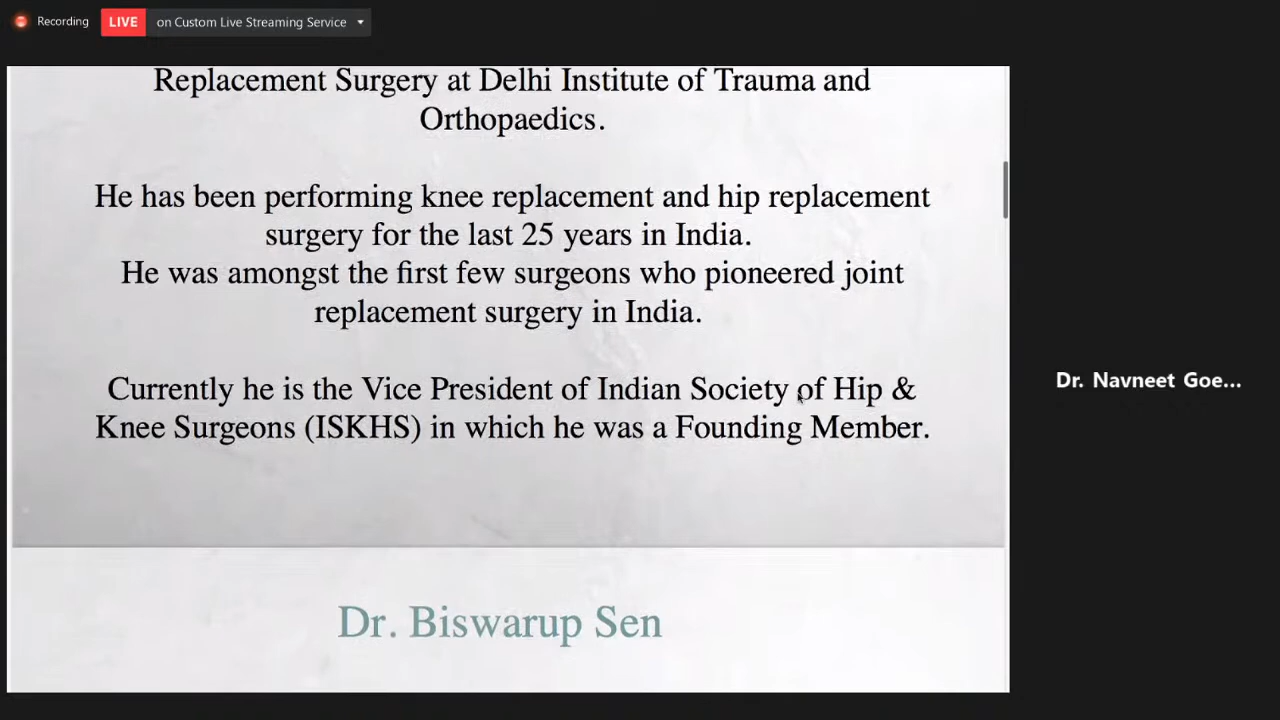 Recording
LIVE
on Custom Live Streaming Service
Replacement Surgery at Delhi Institute of Trauma and
Orthopaedics.
He has been performing knee replacement and hip replacement
surgery for the last 25 years in India.
He was amongst the first few surgeons who pioneered joint
replacement surgery in India.
Currently he is the Vice President of Indian Society of Hip &
Knee Surgeons (ISKHS) in which he was a Founding Member.
Dr. Navneet Goe...
Dr. Biswarup Sen